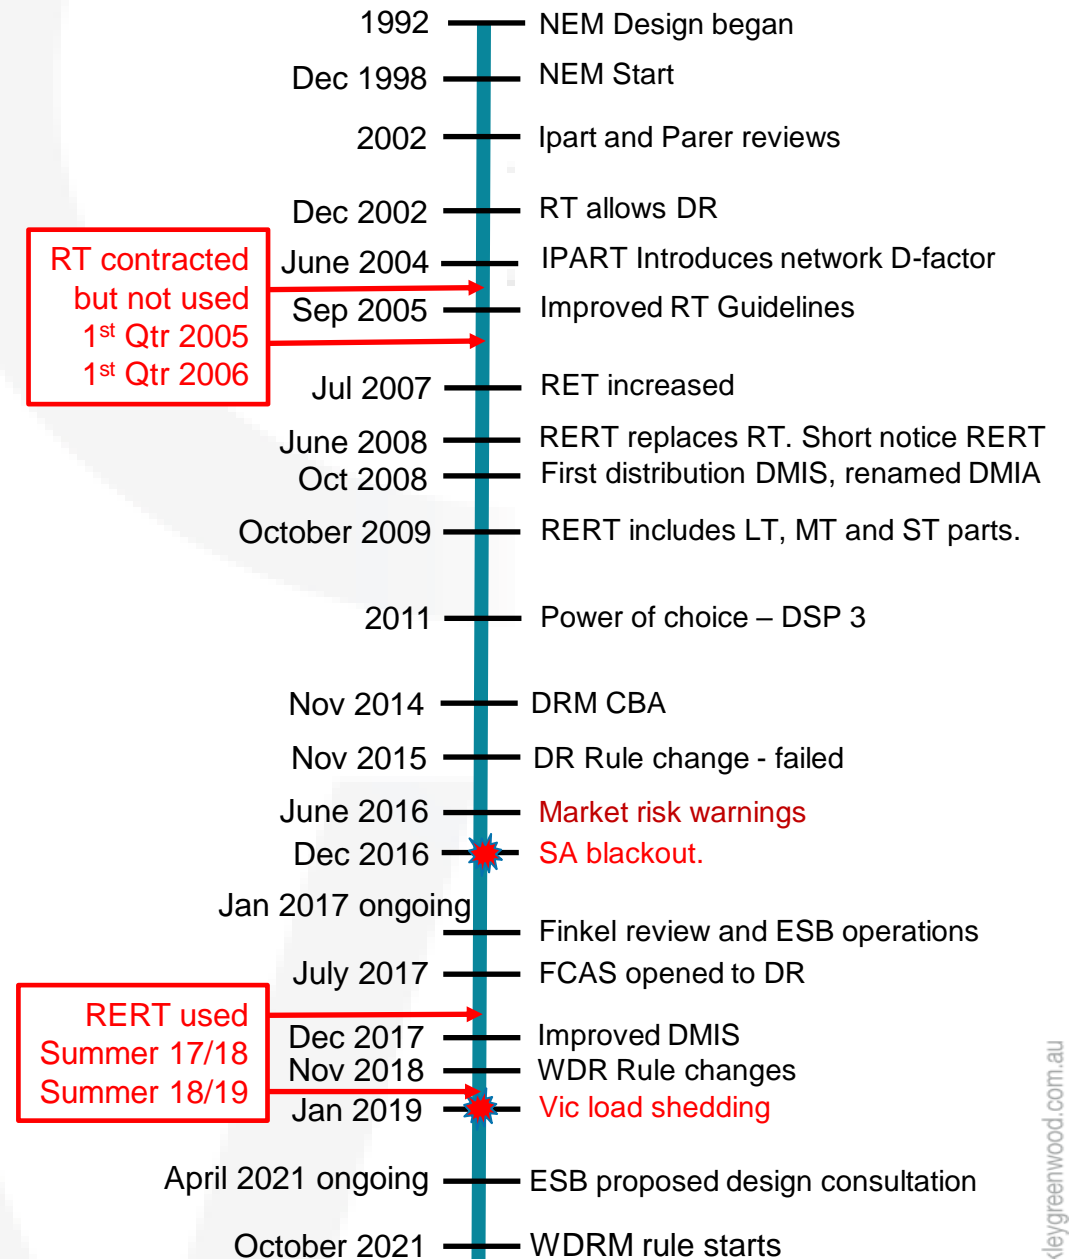 1992 NEM Design began
Dec 1998 NEM Start
2002 Ipart and Parer reviews
Dec 2002 RT allows DR
RT contracted
but not used
1st Qtr 2005
1st Qtr 2006
June 2004 IPART Introduces network D-factor
Sep 2005 Improved RT Guidelines
Jul 2007 RET increased
June 2008 RERT replaces RT. Short notice RERT
Oct 2008 First distribution DMIS, renamed DMIA
October 2009 RERT includes LT, MT and ST parts.
2011 Power of choice – DSP 3
Nov 2014 DRM CBA
Nov 2015 DR Rule change - failed
June 2016 Market risk warnings
Dec 2016 SA blackout.
Jan 2017 ongoing
Finkel review and ESB operations
July 2017 FCAS opened to DR
RERT used
Summer 17/18
Summer 18/19
Dec 2017 Improved DMIS
Nov 2018 WDR Rule changes
Jan 2019 Vic load shedding
April 2021 ongoing ESB proposed design consultation
October 2021 WDRM rule starts
kleygreenwood.com.au